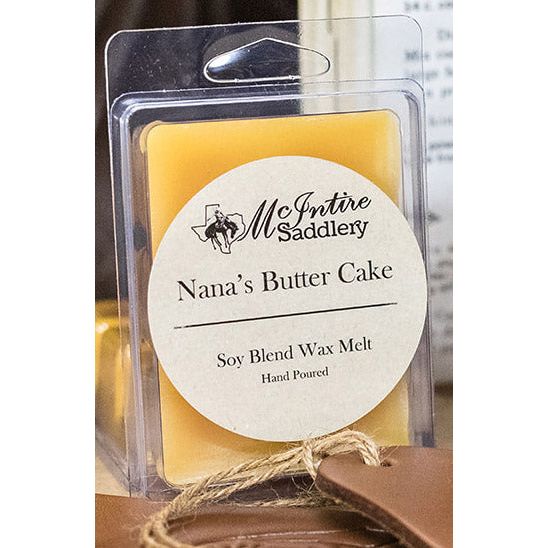 McIntire
Saddlery
Nana's Butter Cake
Soy Blend Wax Melt
Hand Poured